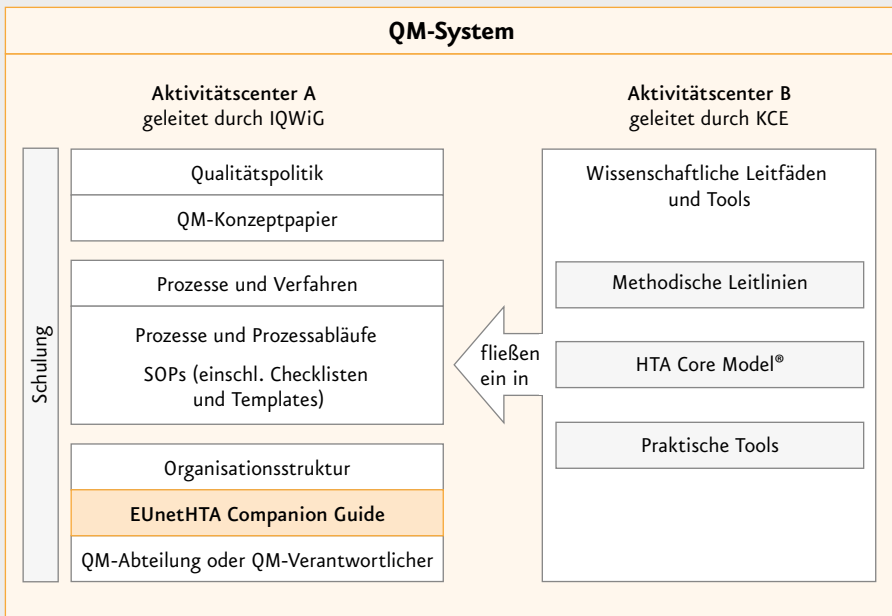 QM-System
Aktivitätscenter A
geleitet durch IQWiG
Schulung
Qualitätspolitik
QM-Konzeptpapier
Prozesse und Verfahren
Prozesse und Prozessabläufe
SOPs (einschl. Checklisten
und Templates)
Organisationsstruktur
EUnetHTA Companion Guide
QM-Abteilung oder QM-Verantwortlicher
fließen
ein in
Aktivitätscenter B
geleitet durch KCE
Wissenschaftliche Leitfäden
und Tools
Methodische Leitlinien
HTA Core Model®
Praktische Tools